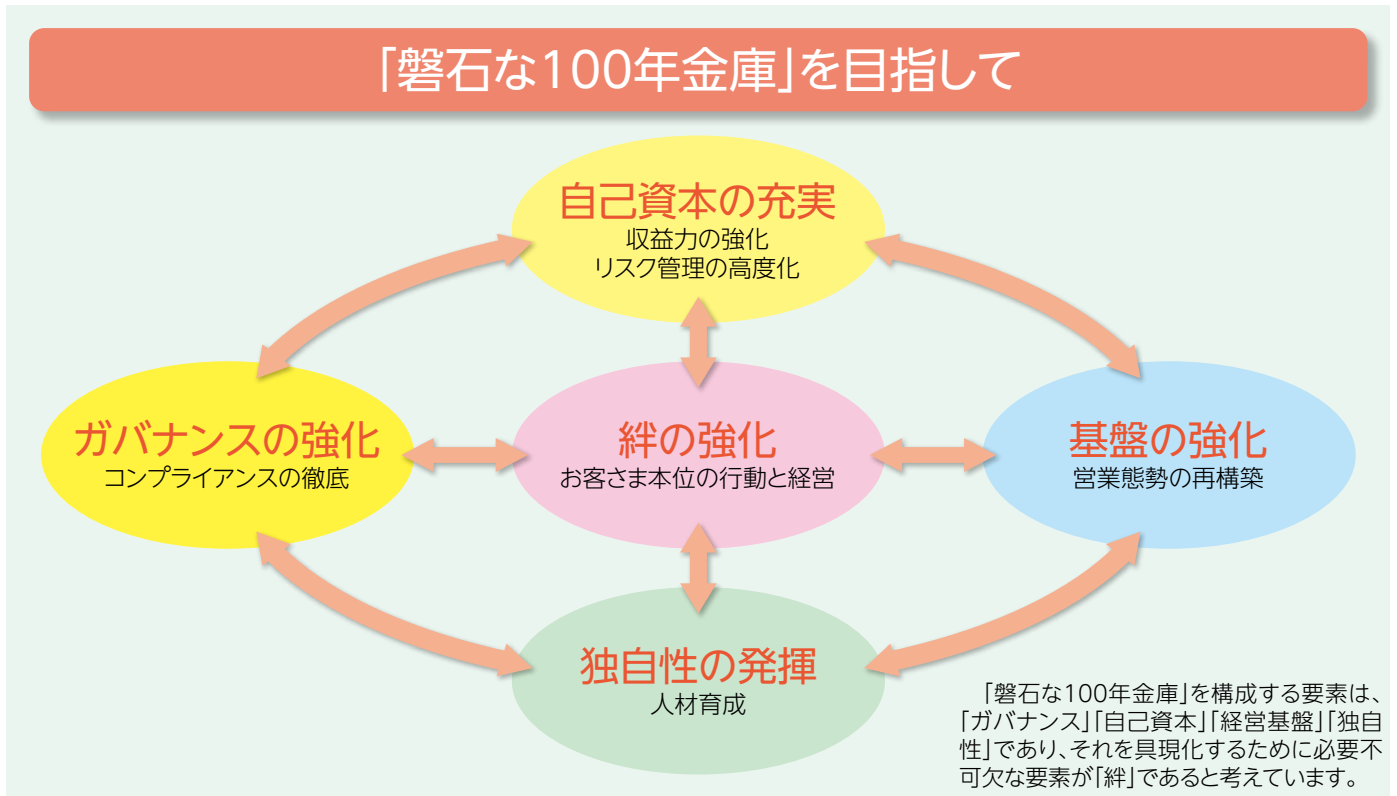 「磐石な100年金庫」を目指して
自己資本の充実
収益力の強化
リスク管理の高度化
ガバナンスの強化
コンプライアンスの徹底
絆の強化
お客さま本位の行動と経営
基盤の強化
営業態勢の再構築
独自性の発揮
人材育成
「磐石な100年金庫」を構成する要素は、
「ガバナンス」「自己資本」「経営基盤」「独自
性」であり、それを具現化するために必要不
可欠な要素が「絆」であると考えています。